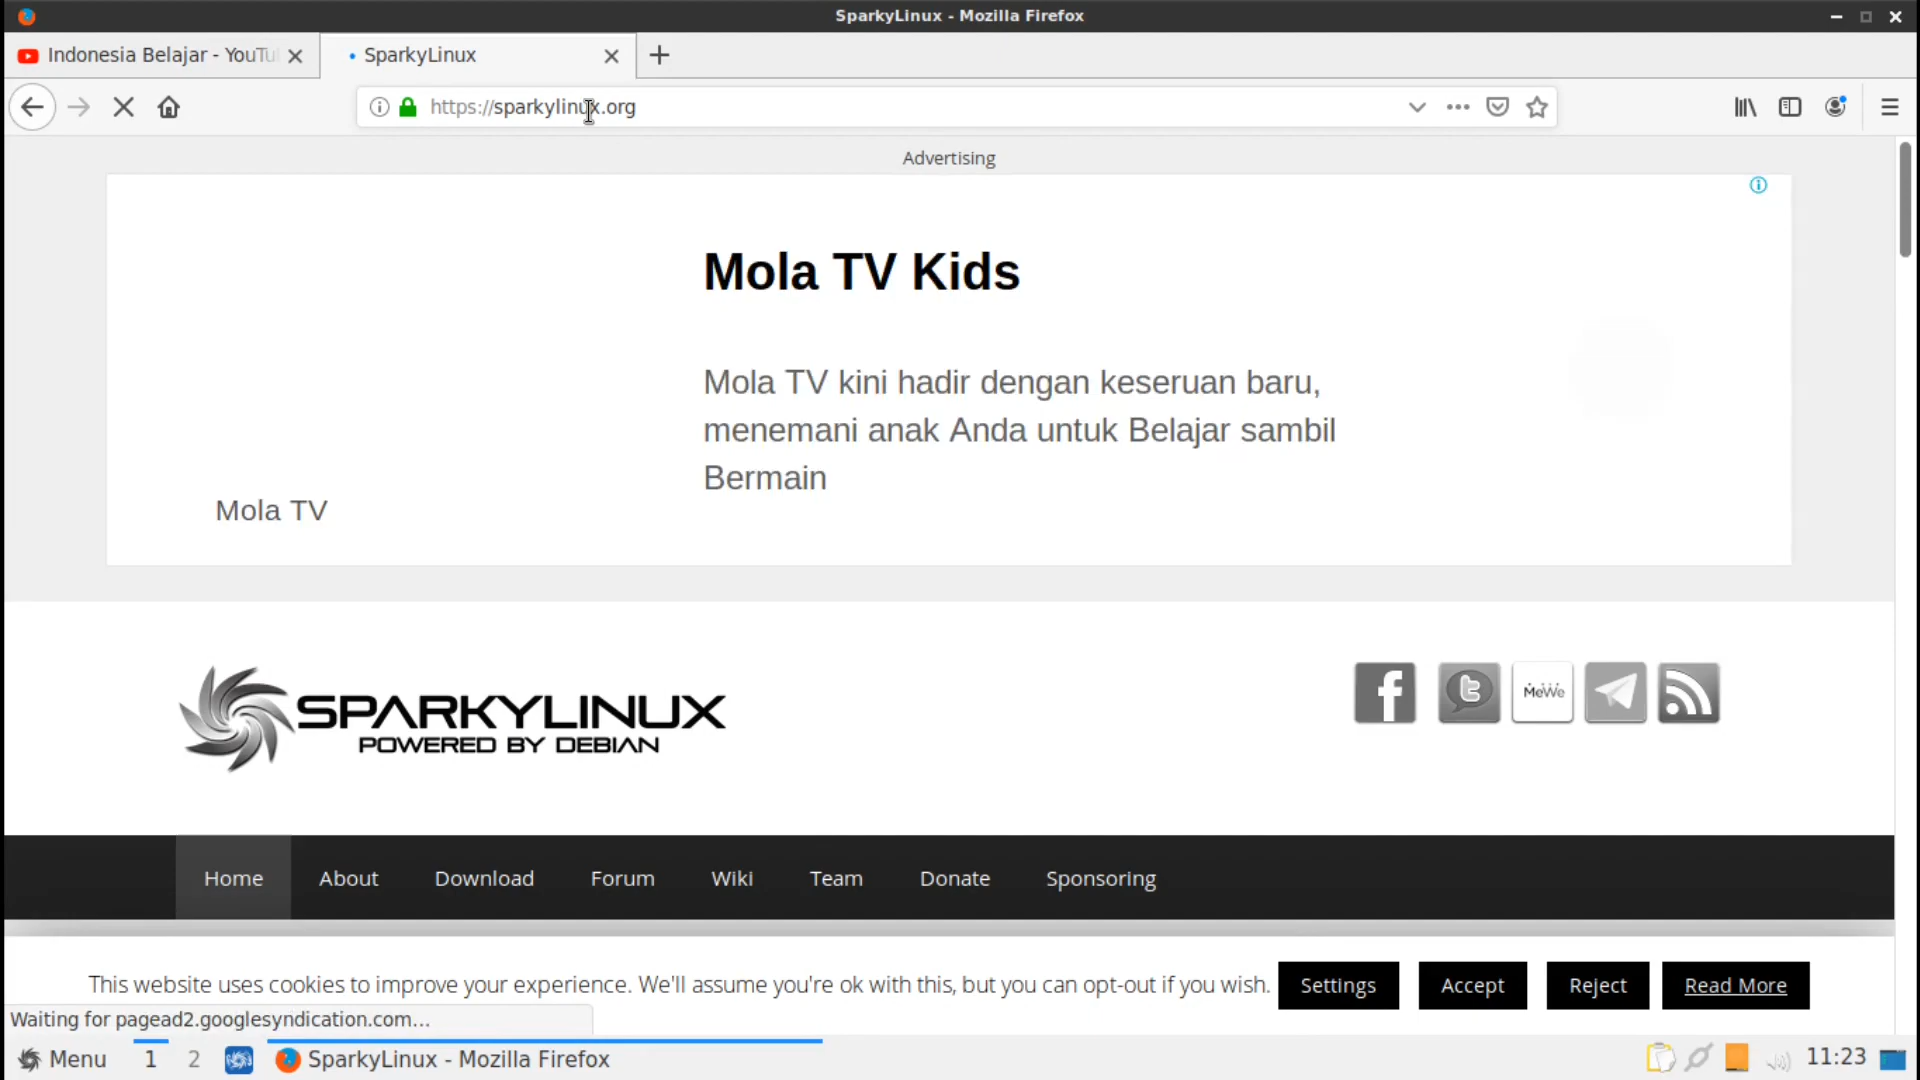 SparkyLinux - Mozilla Firefox
Indonesia Belajar - YouTu
SparkyLinux
https://sparkylinux.org
Advertising
Mola TV Kids
Mola TV kini hadir dengan keseruan baru,
menemani anak Anda untuk Belajar sambil
Bermain
Mola TV
SPARKYLINUX
POWERED BY DEBIAN
MeWe
Home About Download Forum Wiki Team Donate Sponsoring
This website uses cookies to improve your experience. We'll assume you're ok with this, but you can opt-out if you wish. Settings Accept Reject Read More
Waiting for pagead2.googlesyndication.com...
Menu 1 2 SparkyLinux - Mozilla Firefox 11:23